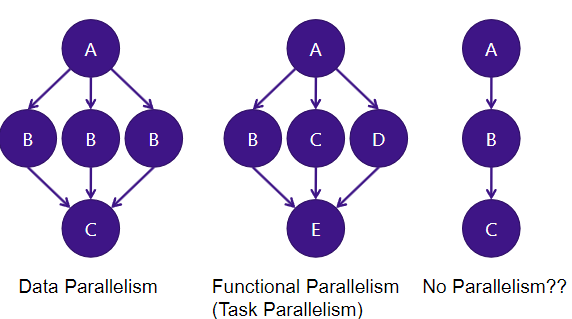 A
A
A
B B B
B C D
B
C
E
C
Data Parallelism
Functional Parallelism
(Task Parallelism)
No Parallelism??